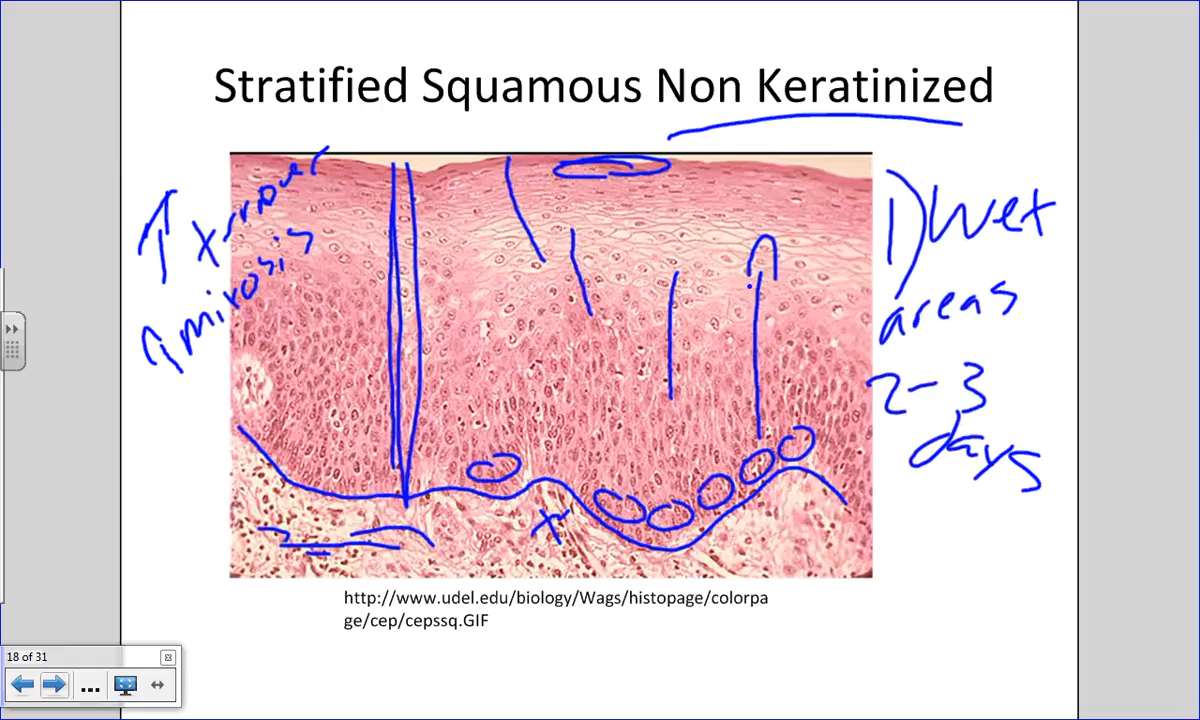 Stratified Squamous Non Keratinized
↑
↑ mitosis
1) Wet
areas
2-3
days
X
http://www.udel.edu/biology/Wags/histopage/colorpa
ge/cep/cepssq.GIF
18 of 31